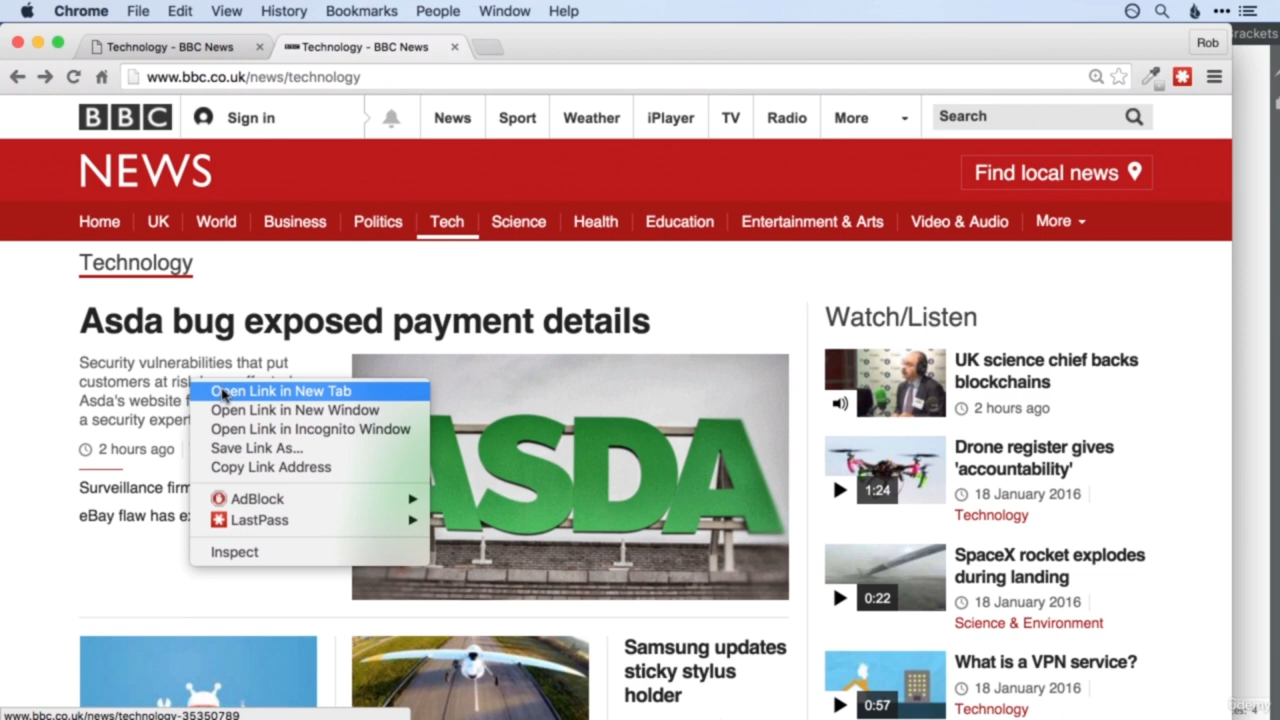 Chrome File Edit View History Bookmarks People Window Help
Technology - BBC News
Technology - BBC News
Rob
Brackets
www.bbc.co.uk/news/technology
BBC
Sign in
News
Sport
Weather
iPlayer
TV
Radio
More
Search
NEWS
Find local news
Home
UK
World
Business
Politics
Tech
Science
Health
Education
Entertainment & Arts
Video & Audio
More
Technology
Asda bug exposed payment details
Security vulnerabilities that put
customers at
Asda's website
a security
2 hours ago
Surveillance
eBay flaw has
Open Link in New Tab
Open Link in New Window
Open Link in Incognito Window
Save Link As...
Copy Link Address
AdBlock
LastPass
Inspect
ASDA
Watch/Listen
UK science chief backs
blockchains
2 hours ago
Drone register gives
'accountability'
1:24
18 January 2016
Technology
SpaceX rocket explodes
during landing
0:22
18 January 2016
Science & Environment
What is a VPN service?
0:57
18 January 2016
Technology
Samsung updates
sticky stylus
holder
www.bbc.co.uk/news/technology-35350789
Udemy